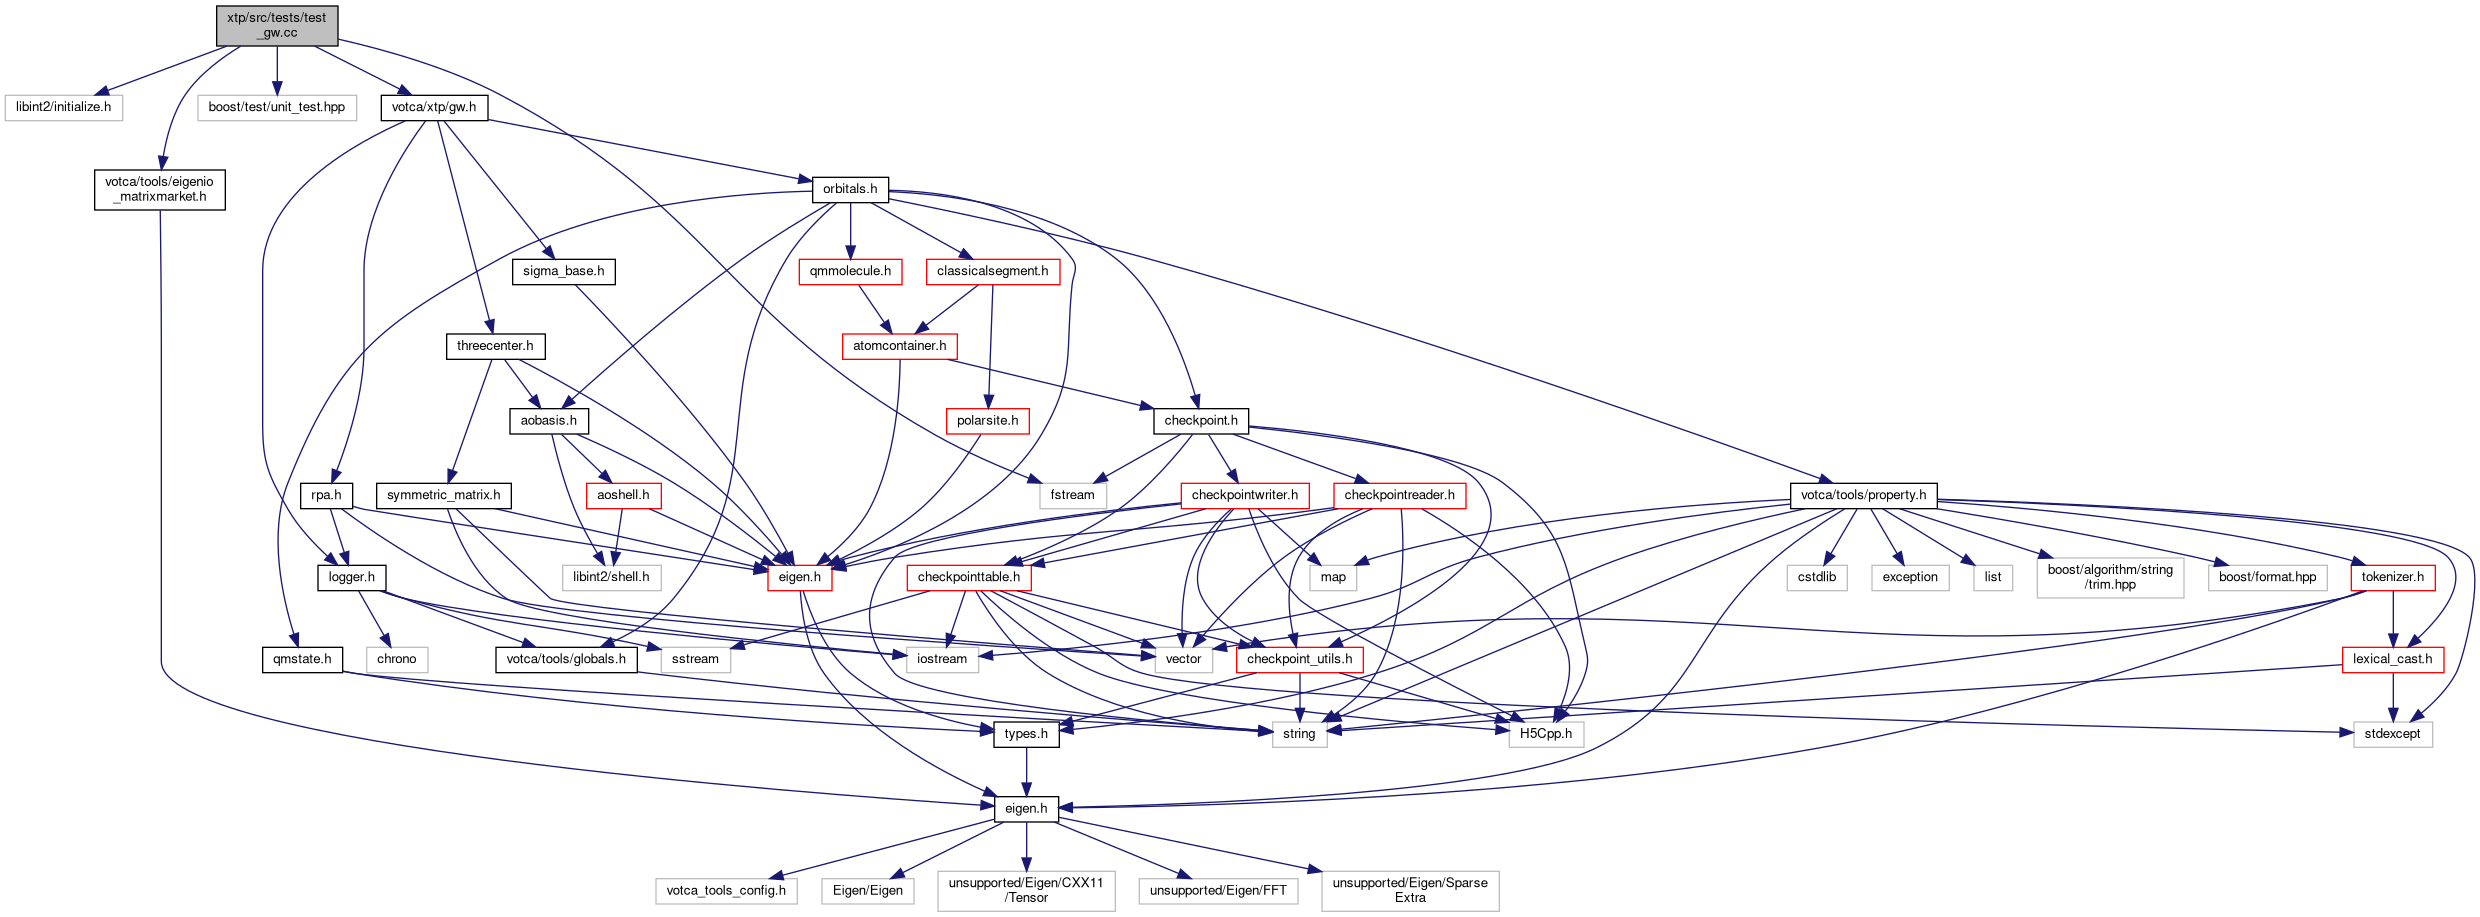 xtp/src/tests/test
_gw.cc
libint2/initialize.h
boost/test/unit_test.hpp
votca/xtp/gw.h
votca/tools/eigenio
_matrixmarket.h
orbitals.h
sigma_base.h
qmmolecule.h
classicalsegment.h
threecenter.h
atomcontainer.h
aobasis.h
polarsite.h
checkpoint.h
rpa.h
symmetric_matrix.h
aoshell.h
fstream
checkpointwriter.h
checkpointreader.h
votca/tools/property.h
logger.h
libint2/shell.h
eigen.h
checkpointtable.h
map
cstdlib
exception
list
boost/algorithm/string
/trim.hpp
boost/format.hpp
tokenizer.h
qmstate.h
chrono
votca/tools/globals.h
sstream
iostream
vector
checkpoint_utils.h
lexical_cast.h
types.h
string
H5Cpp.h
stdexcept
eigen.h
votca_tools_config.h
Eigen/Eigen
unsupported/Eigen/CXX11
/Tensor
unsupported/Eigen/FFT
unsupported/Eigen/Sparse
Extra